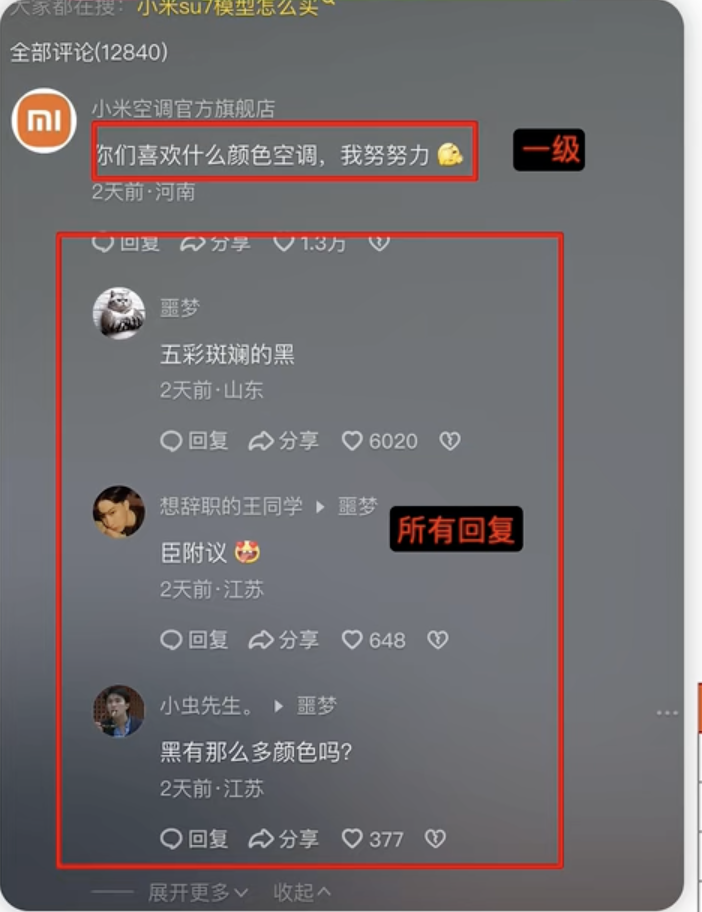 大家都在搜：小米su7模型怎么买
全部评论(12840)
mi
小米空调官方旗舰店
你们喜欢什么颜色空调，我努努力
一级
2天前·河南
回复 分享 1.3万
噩梦
五彩斑斓的黑
2天前·山东
回复 分享 6020
想辞职的王同学 ▶ 噩梦
所有回复
臣附议
2天前·江苏
回复 分享 648
小虫先生。 ▶ 噩梦
...
黑有那么多颜色吗？
2天前·江苏
回复 分享 377
展开更多 收起